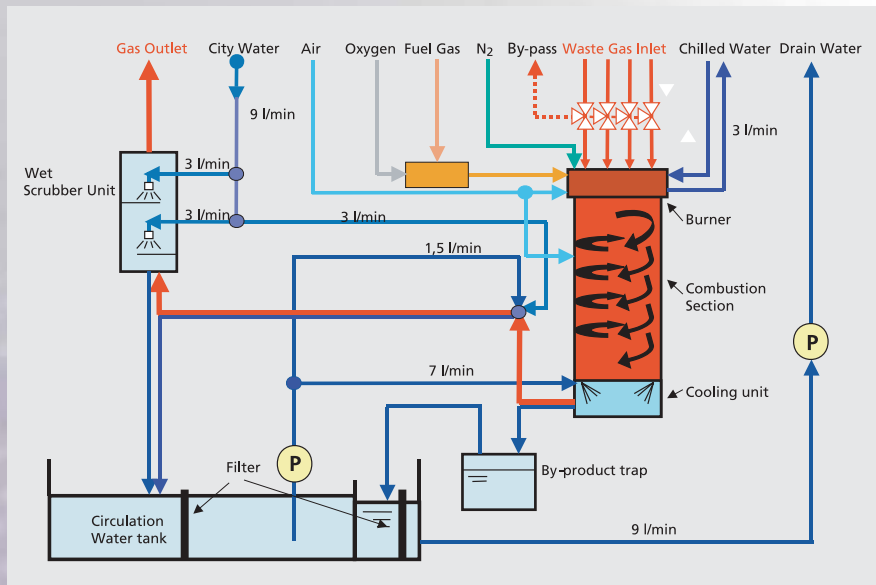 Gas Outlet
City Water
Air
Oxygen
Fuel Gas
N2
By-pass
Waste Gas Inlet
Chilled Water
Drain Water
9 l/min
3 l/min
Wet
Scrubber Unit
3 l/min
3 l/min
3 l/min
Burner
1,5 l/min
Combustion
Section
P
7 l/min
Cooling unit
P
Filter
By-product trap
Circulation
Water tank
9 l/min